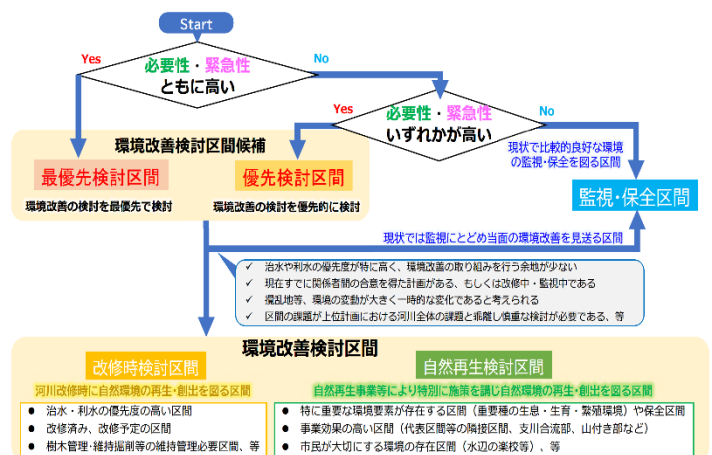 Start
Yes
No
必要性・緊急性
ともに高い
Yes
No
必要性・緊急性
いずれかが高い
環境改善検討区間候補
最優先検討区間
環境改善の検討を最優先で検討
優先検討区間
環境改善の検討を優先的に検討
現状で比較的良好な環境
の監視・保全を図る区間
監視・保全区間
現状では監視にとどめ当面の環境改善を見送る区間
✓ 治水や利水の優先度が特に高く、環境改善の取り組みを行う余地が少ない
✓ 現在すでに関係者間の合意を得た計画がある、もしくは改修中・監視中である
✓ 攪乱地等、環境の変動が大きく一時的な変化であると考えられる
✓ 区間の課題が上位計画における河川全体の課題と乖離し慎重な検討が必要である、等
環境改善検討区間
改修時検討区間
河川改修時に自然環境の再生・創出を図る区間
● 治水・利水の優先度の高い区間
● 改修済み、改修予定の区間
● 樹木管理・維持掘削等の維持管理必要区間、等
自然再生検討区間
自然再生事業等により特別に施策を講じ自然環境の再生・創出を図る区間
● 特に重要な環境要素が存在する区間（重要種の生息・生育・繁殖環境）や保全区間
● 事業効果の高い区間（代表区間等の隣接区間、支川合流部、山付き部など）
● 市民が大切にする環境の存在区間（水辺の楽校等）、等